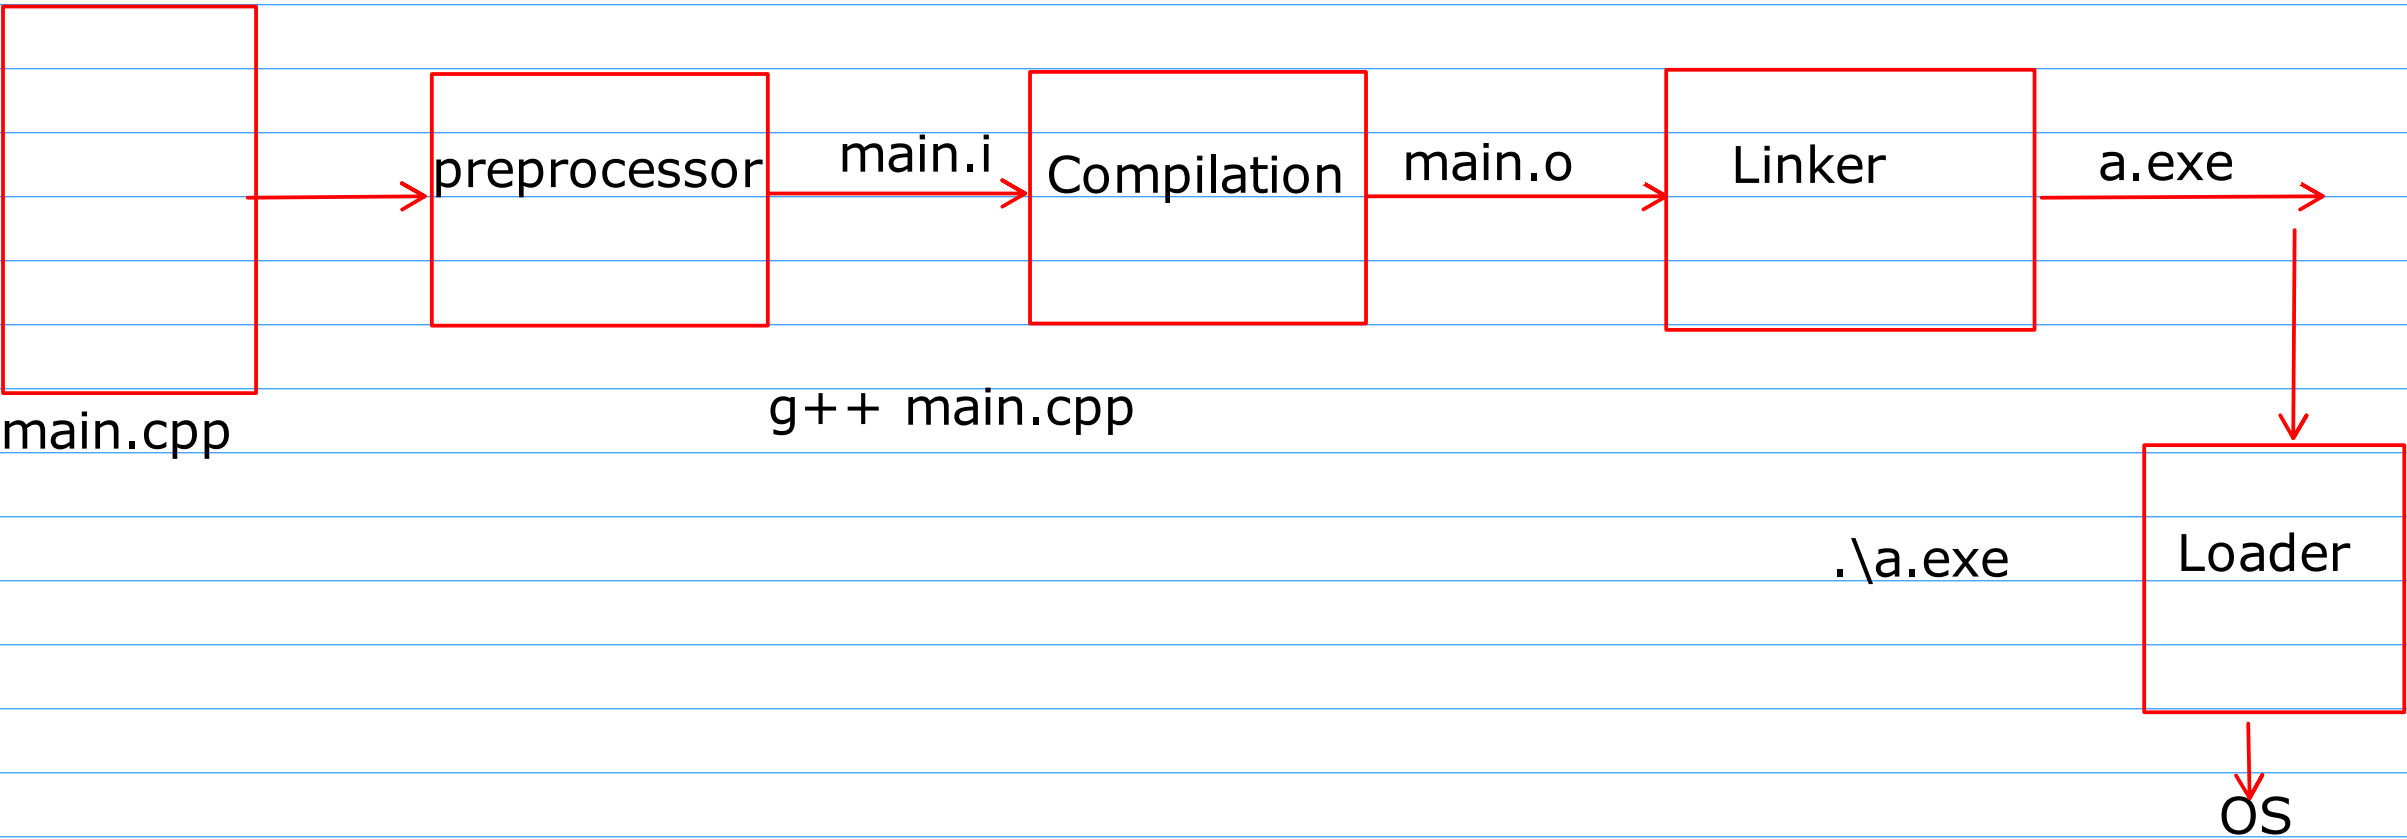 main.cpp
preprocessor
main.i
Compilation
main.o
Linker
a.exe
g++ main.cpp
.\a.exe
Loader
OS